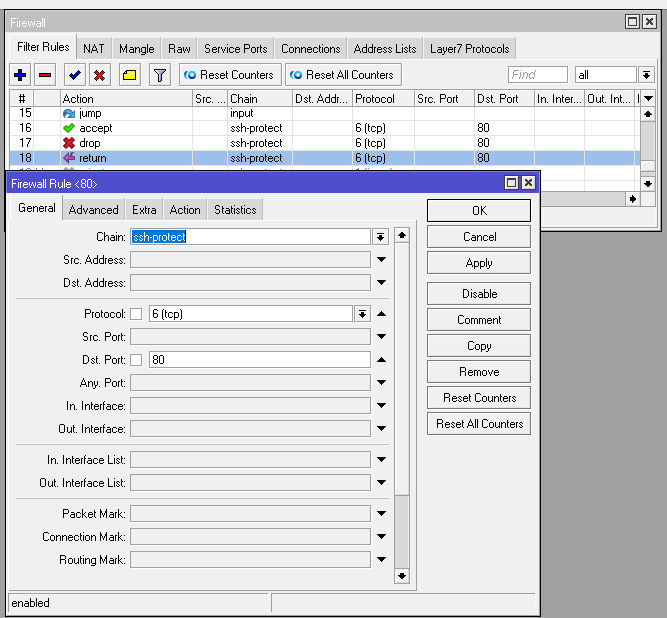 Firewall
Filter Rules NAT Mangle Raw Service Ports Connections Address Lists Layer7 Protocols
Reset Counters Reset All Counters Find all
# Action Src. ... Chain Dst. Addr... Protocol Src. Port Dst. Port In. Inter... Out. Int...
15 jump input
16 accept ssh-protect 6 (tcp) 80
17 drop ssh-protect 6 (tcp) 80
18 return ssh-protect 6 (tcp) 80
Firewall Rule <80>
General Advanced Extra Action Statistics
Chain: ssh-protect
Src. Address:
Dst. Address:
Protocol: 6 (tcp)
Src. Port:
Dst. Port: 80
Any. Port:
In. Interface:
Out. Interface:
In. Interface List:
Out. Interface List:
Packet Mark:
Connection Mark:
Routing Mark:
OK
Cancel
Apply
Disable
Comment
Copy
Remove
Reset Counters
Reset All Counters
enabled